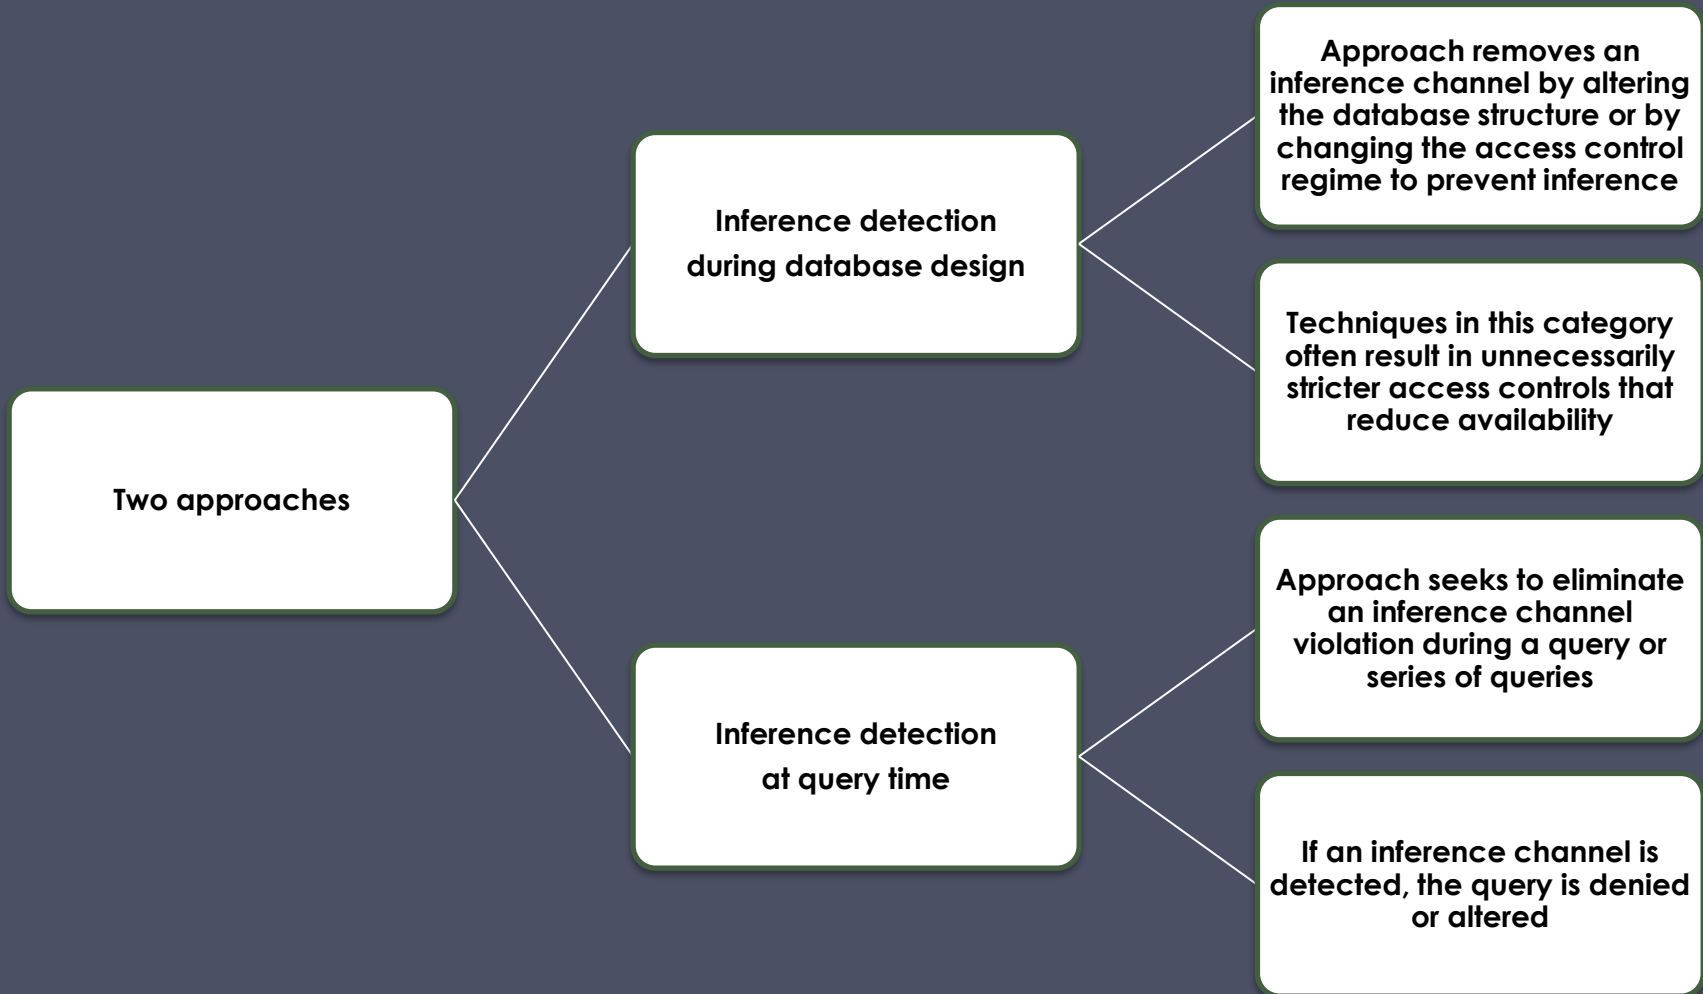 Two approaches
Inference detection
during database design
Approach removes an
inference channel by altering
the database structure or by
changing the access control
regime to prevent inference
Techniques in this category
often result in unnecessarily
stricter access controls that
reduce availability
Inference detection
at query time
Approach seeks to eliminate
an inference channel
violation during a query or
series of queries
If an inference channel is
detected, the query is denied
or altered